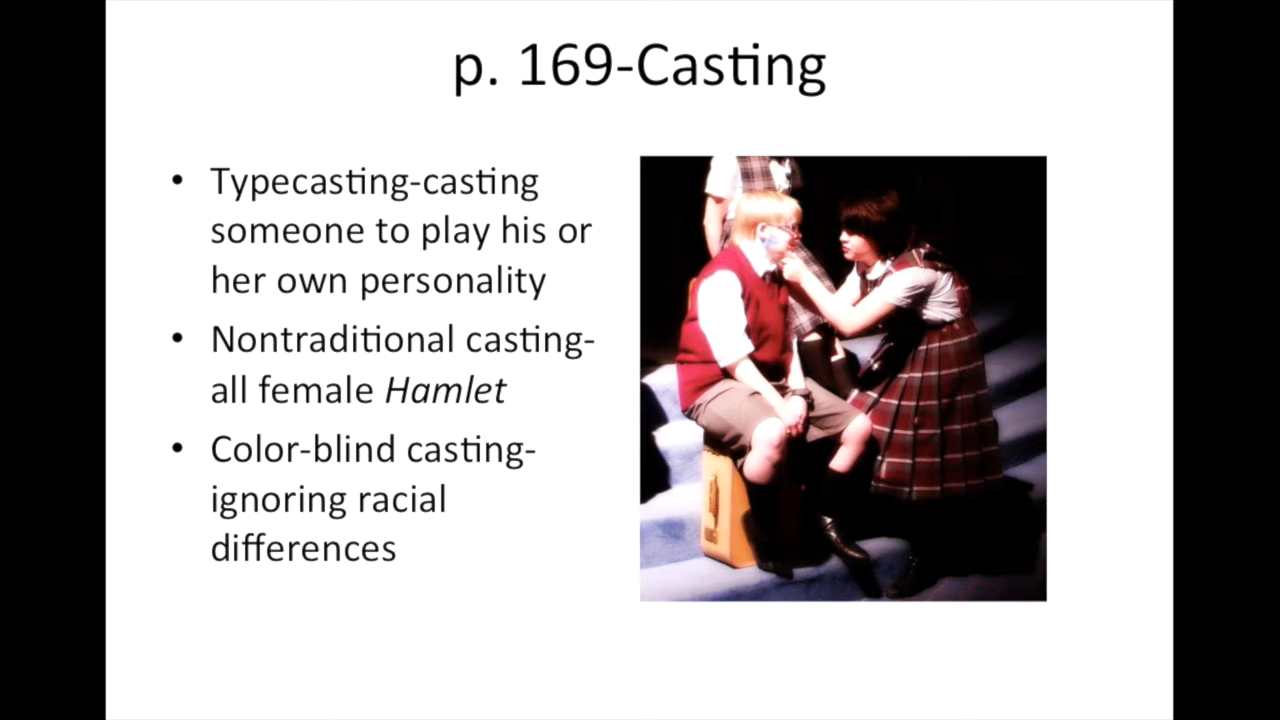 p. 169-Casting
• Typecasting-casting
someone to play his or
her own personality
• Nontraditional casting-
all female Hamlet
• Color-blind casting-
ignoring racial
differences